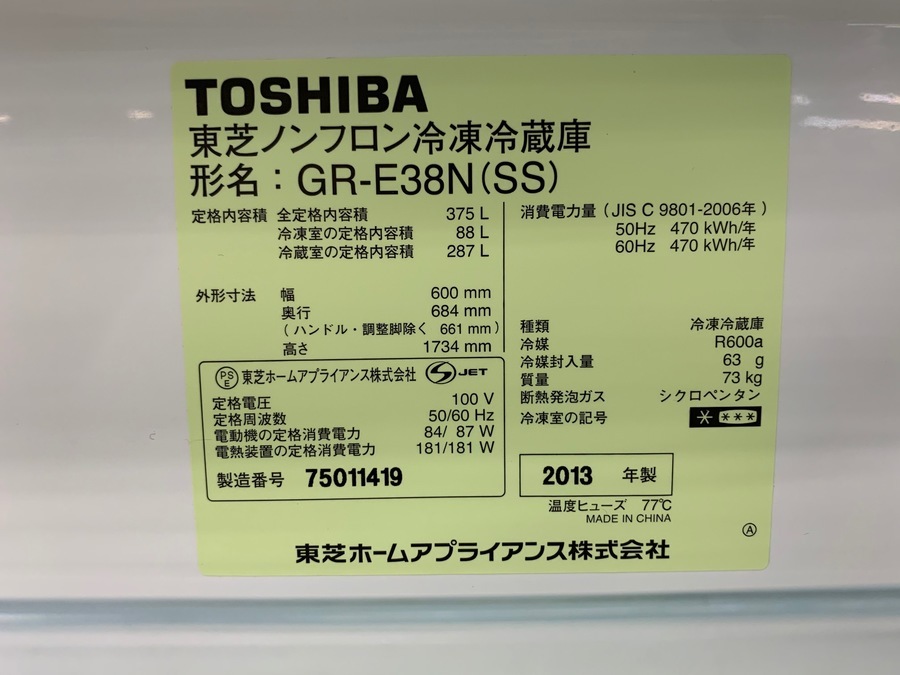 TOSHIBA
東芝ノンフロン冷凍冷蔵庫
形名：GR-E38N(SS)
定格内容積 全定格内容積 375 L
冷凍室の定格内容積 88 L
冷蔵室の定格内容積 287 L
外形寸法 幅 600 mm
奥行 684 mm
(ハンドル・調整脚除く 661 mm)
高さ 1734 mm
PSE 東芝ホームアプライアンス株式会社 JET
定格電圧 100 V
定格周波数 50/60 Hz
電動機の定格消費電力 84/ 87 W
電熱装置の定格消費電力 181/181 W
製造番号 75011419
消費電力量 (JIS C 9801-2006年)
50Hz 470 kWh/年
60Hz 470 kWh/年
種類 冷凍冷蔵庫
冷媒 R600a
冷媒封入量 63 g
質量 73 kg
断熱発泡ガス シクロペンタン
冷凍室の記号 * ***
2013 年製
温度ヒューズ 77℃
MADE IN CHINA
Ⓐ
東芝ホームアプライアンス株式会社